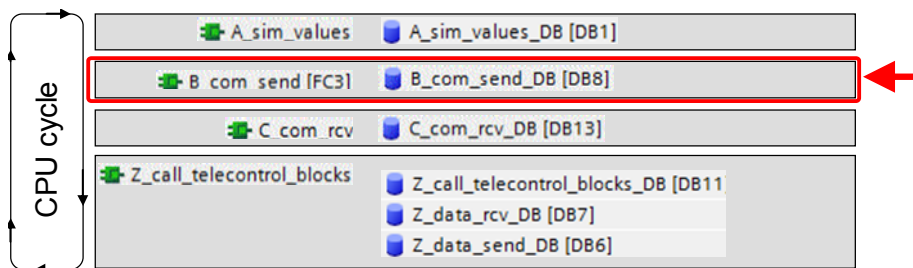 CPU cycle
A_sim_values A_sim_values_DB [DB1]
B_com_send [FC3] B_com_send_DB [DB8]
C_com_rcv C_com_rcv_DB [DB13]
Z_call_telecontrol_blocks Z_call_telecontrol_blocks_DB [DB11
Z_data_rcv_DB [DB7]
Z_data_send_DB [DB6]